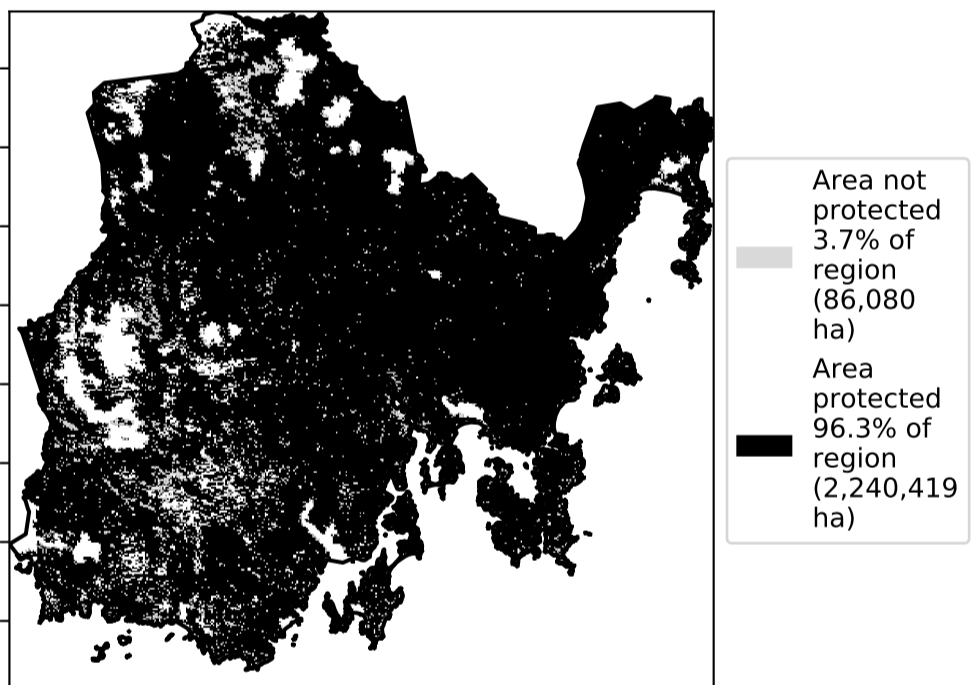 Area not
protected
3.7% of
region
(86,080
ha)
Area
protected
96.3% of
region
(2,240,419
ha)